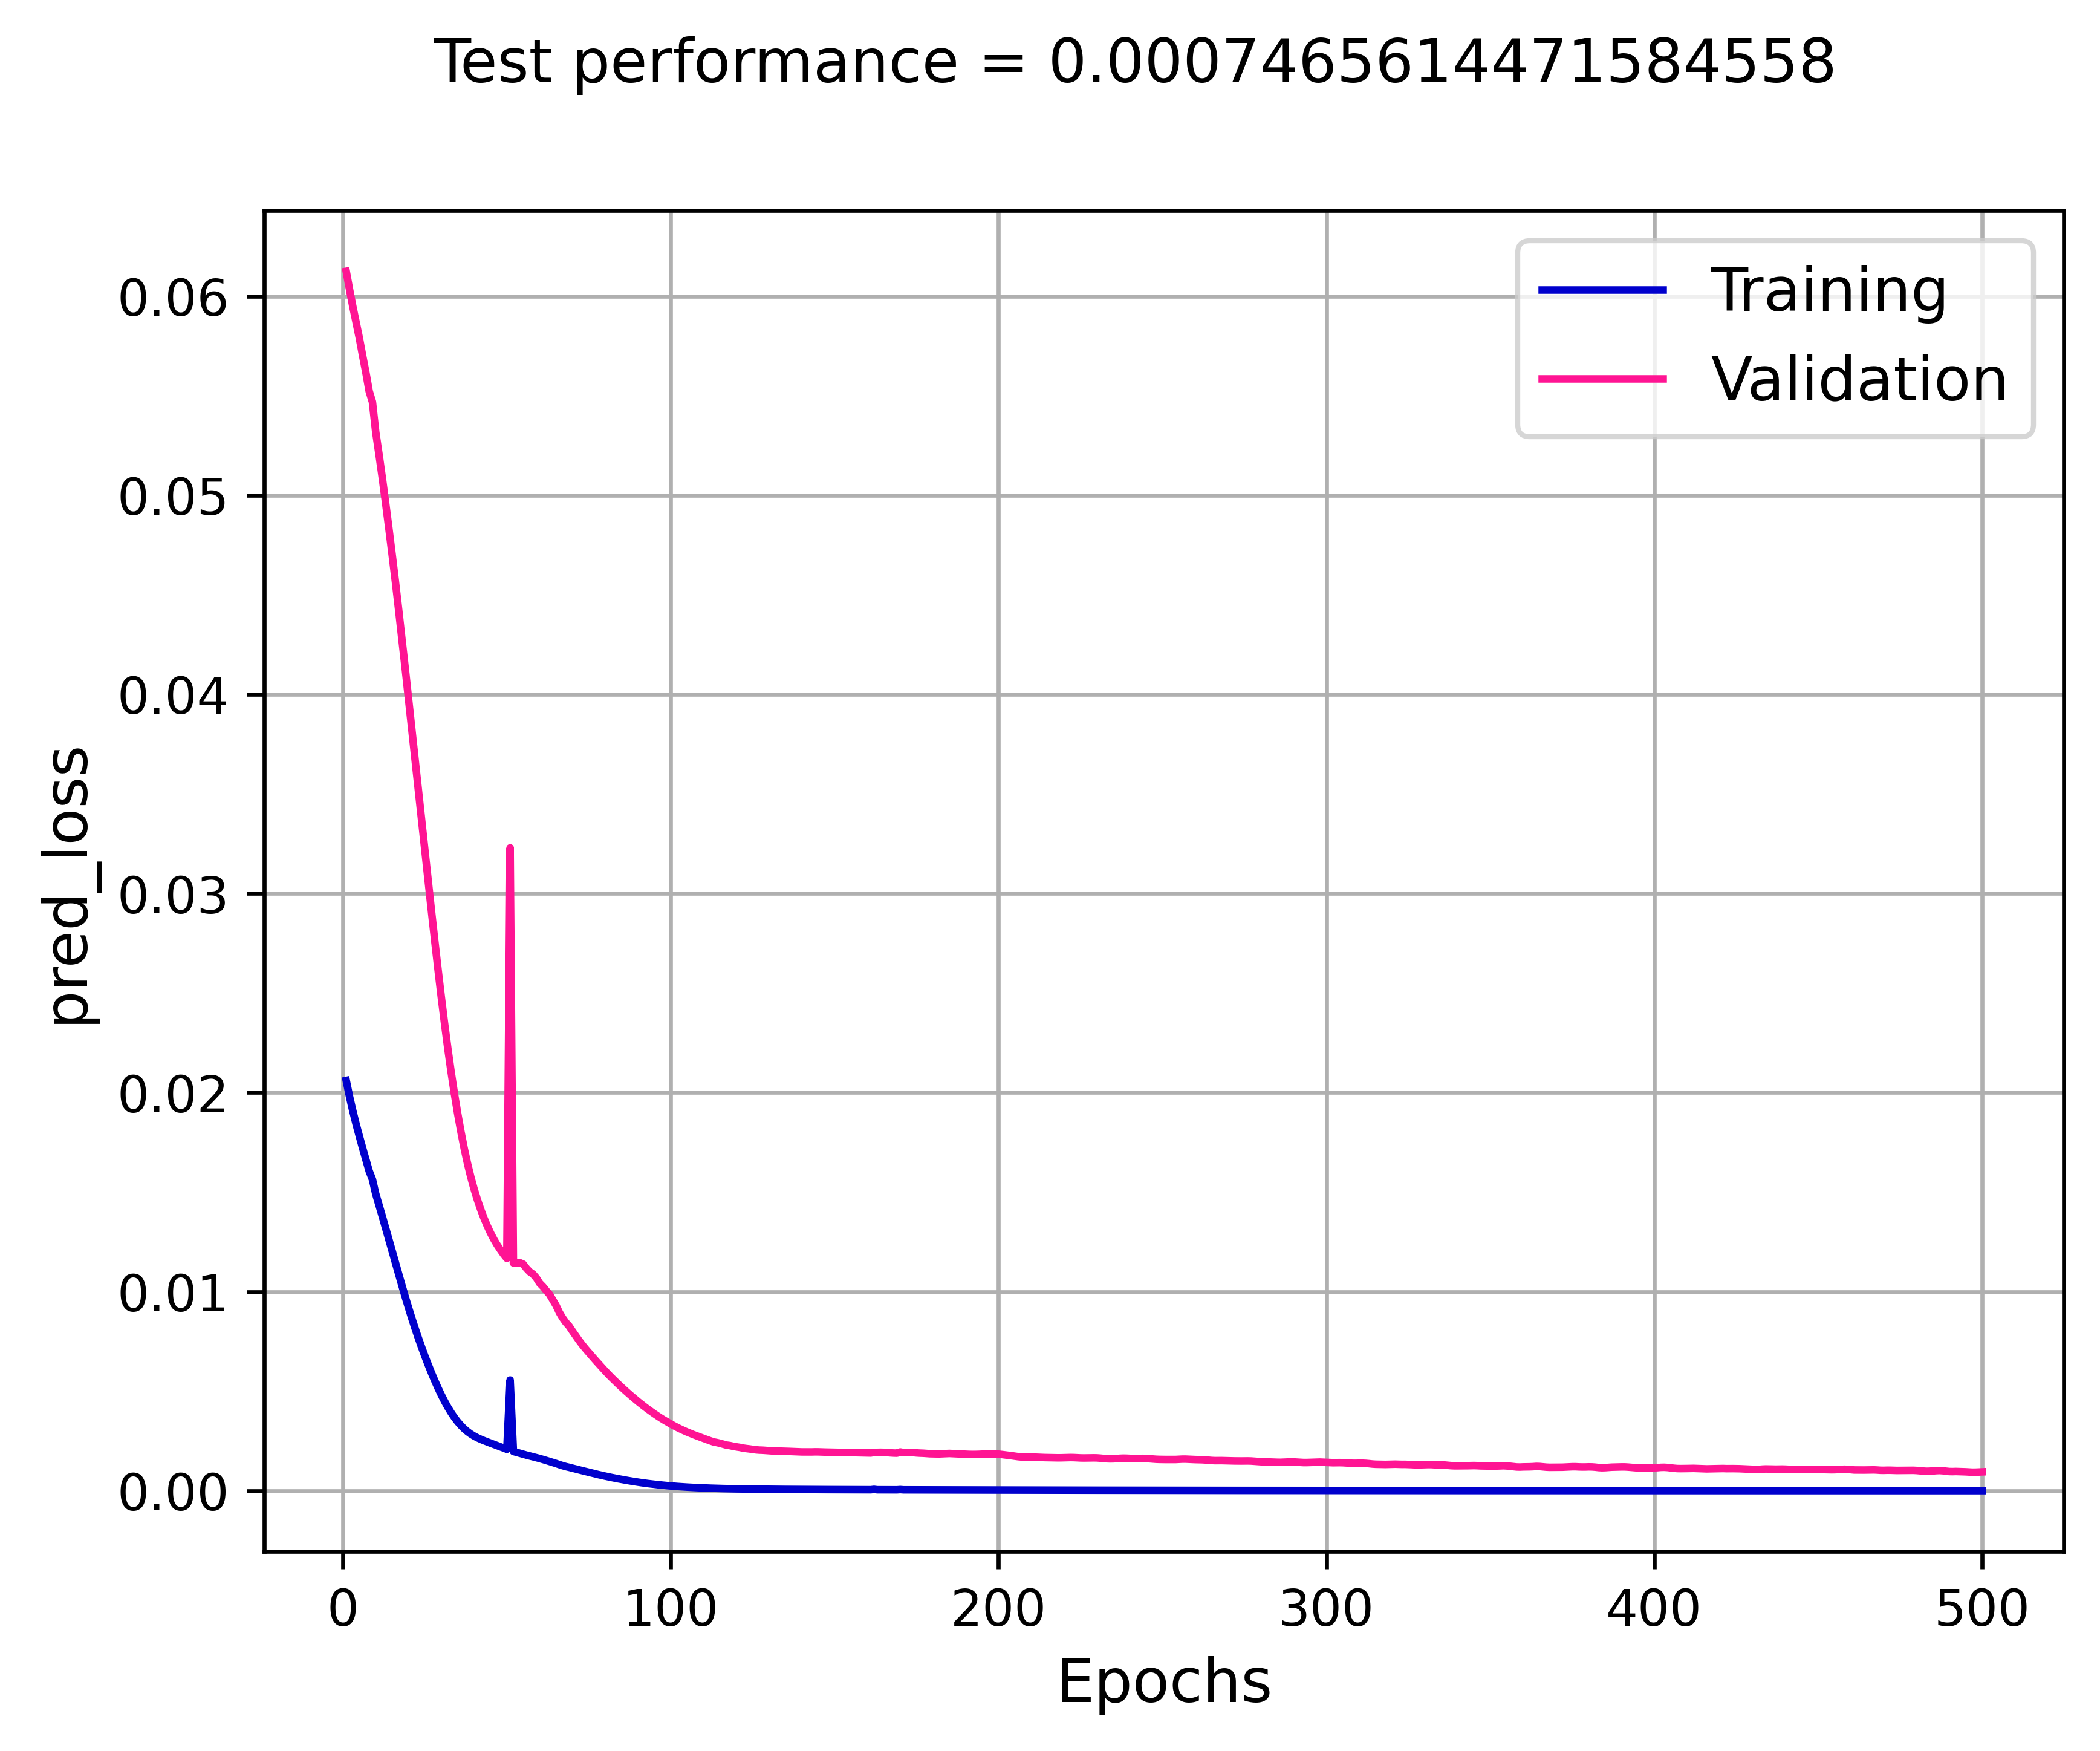 Test performance = 0.0007465614471584558
Training
Validation
0.06
0.05
0.04
0.03
0.02
0.01
0.00
pred_loss
0 100 200 300 400 500
Epochs